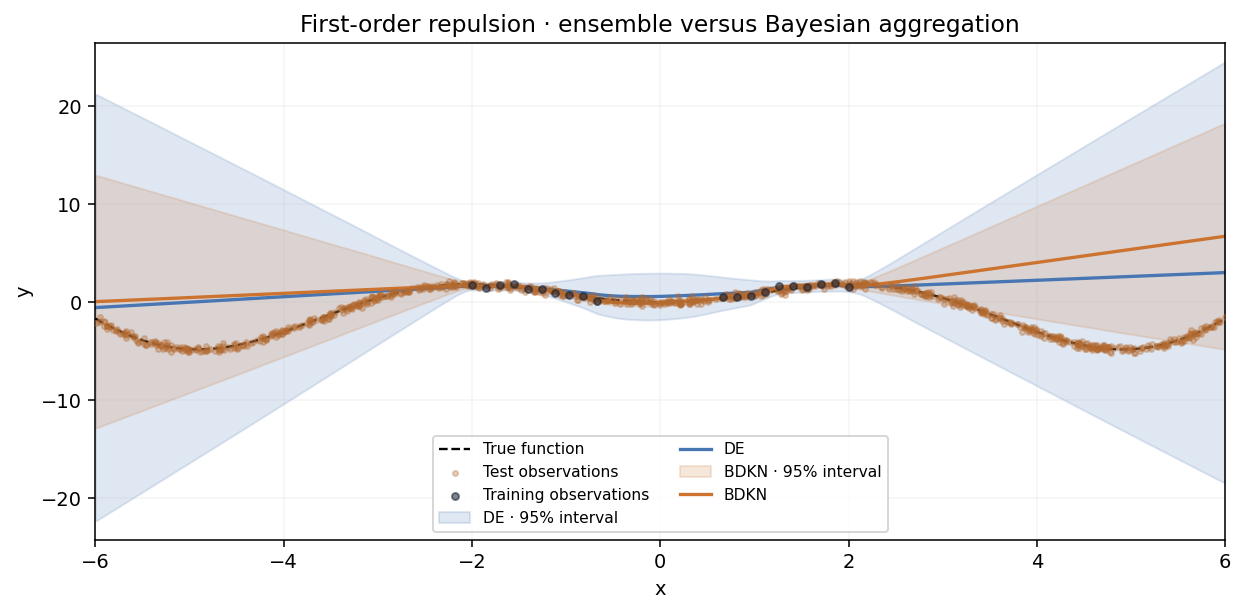 First-order repulsion · ensemble versus Bayesian aggregation
y
20
10
0
−10
−20
−6
−4
−2
0
2
4
6
x
True function
Test observations
Training observations
DE · 95% interval
DE
BDKN · 95% interval
BDKN